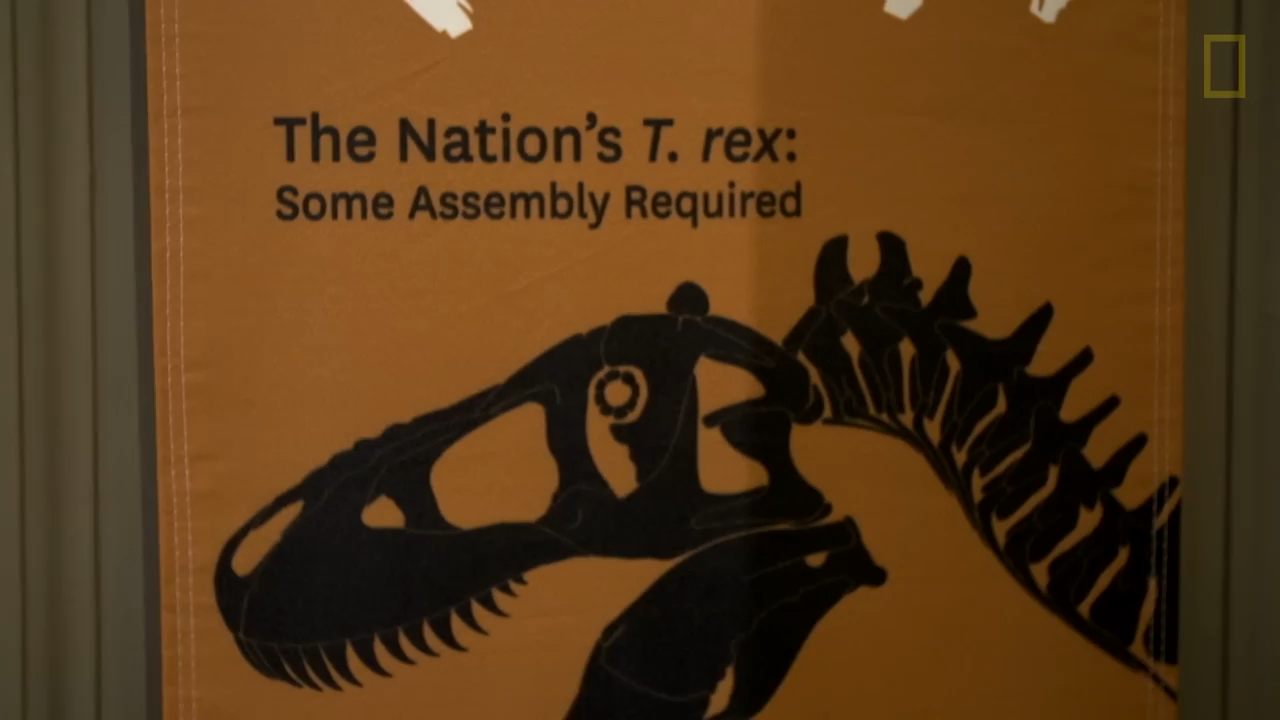 The Nation's T. rex:
Some Assembly Required